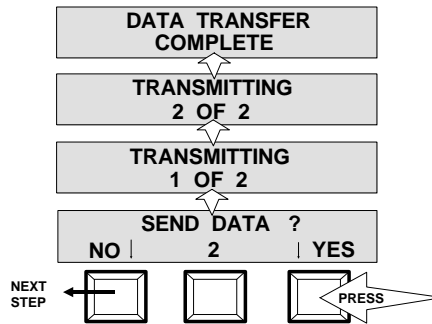 DATA TRANSFER
COMPLETE
TRANSMITTING
2 OF 2
TRANSMITTING
1 OF 2
SEND DATA ?
NO 2 YES
NEXT
STEP
PRESS